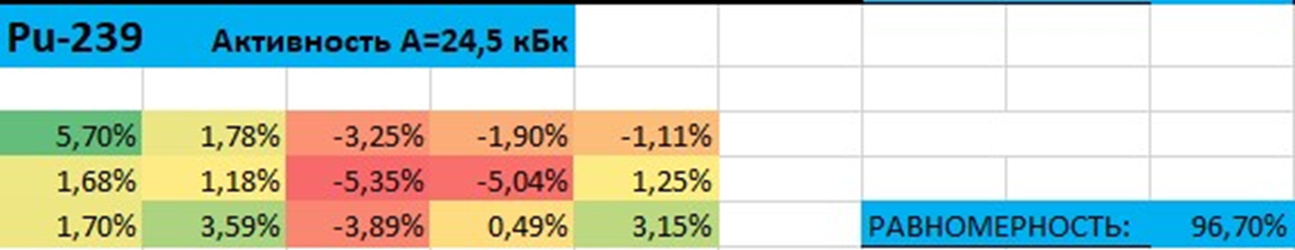 Pu-239 Активность А=24,5 кБк
5,70% 1,78% -3,25% -1,90% -1,11%
1,68% 1,18% -5,35% -5,04% 1,25%
1,70% 3,59% -3,89% 0,49% 3,15% РАВНОМЕРНОСТЬ: 96,70%